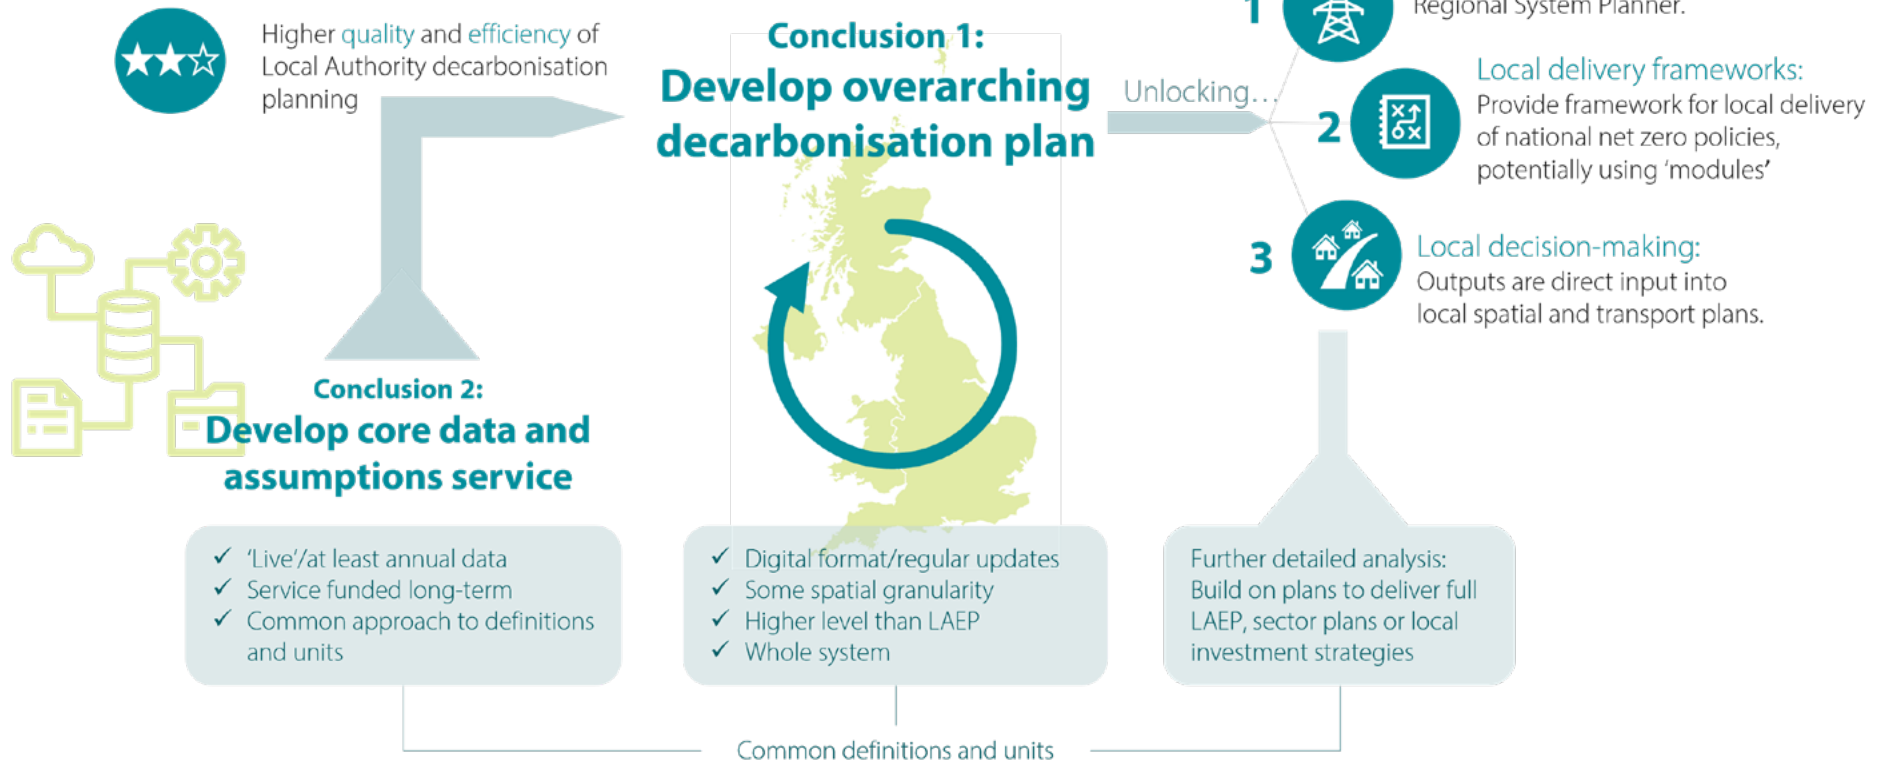 Higher quality and efficiency of
Local Authority decarbonisation
planning
Conclusion 1:
Develop overarching
decarbonisation plan
Unlocking...
1
Regional System Planner.
2
Local delivery frameworks:
Provide framework for local delivery
of national net zero policies,
potentially using ‘modules’
3
Local decision-making:
Outputs are direct input into
local spatial and transport plans.
Conclusion 2:
Develop core data and
assumptions service
✓ ‘Live’/at least annual data
✓ Service funded long-term
✓ Common approach to definitions
and units
✓ Digital format/regular updates
✓ Some spatial granularity
✓ Higher level than LAEP
✓ Whole system
Further detailed analysis:
Build on plans to deliver full
LAEP, sector plans or local
investment strategies
Common definitions and units